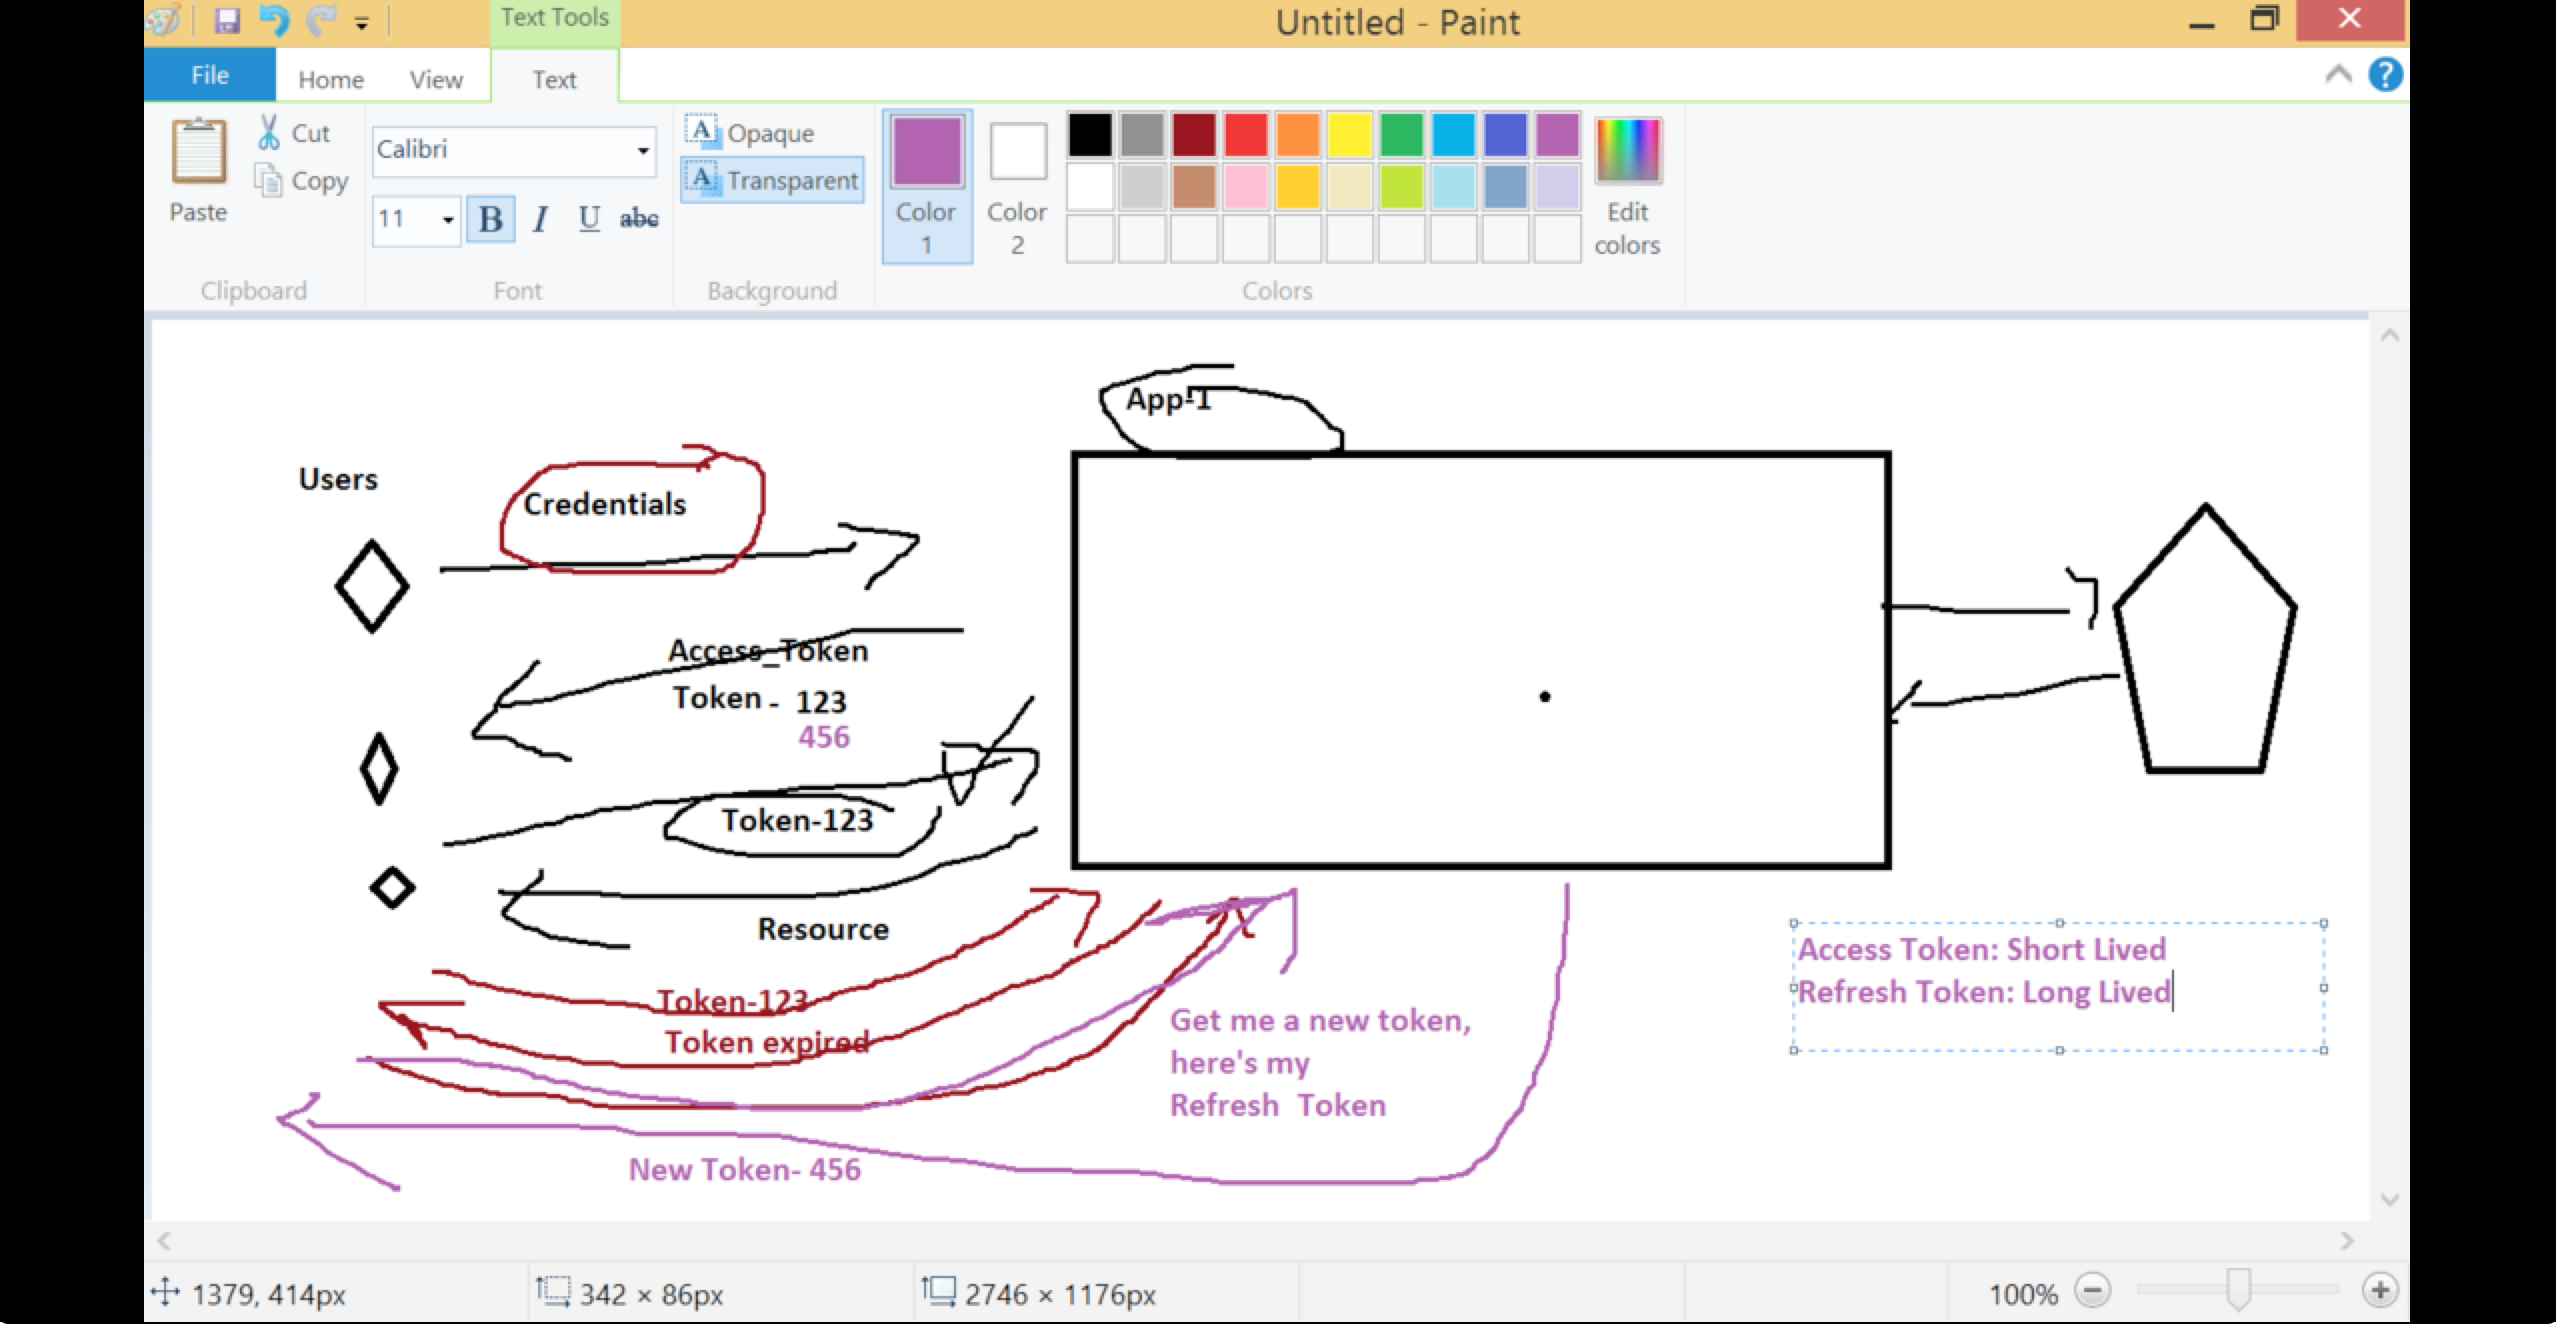 Text Tools
Untitled - Paint
File
Home
View
Text
Paste
Cut
Copy
Clipboard
Calibri
11
B I U abc
Font
A Opaque
A Transparent
Background
Color 1
Color 2
Edit colors
Colors
App-1
Users
Credentials
Access_Token
Token - 123
456
Token-123
Resource
Token-123
Token expired
Get me a new token,
here's my
Refresh Token
New Token- 456
Access Token: Short Lived
Refresh Token: Long Lived
1379, 414px
342 × 86px
2746 × 1176px
100%